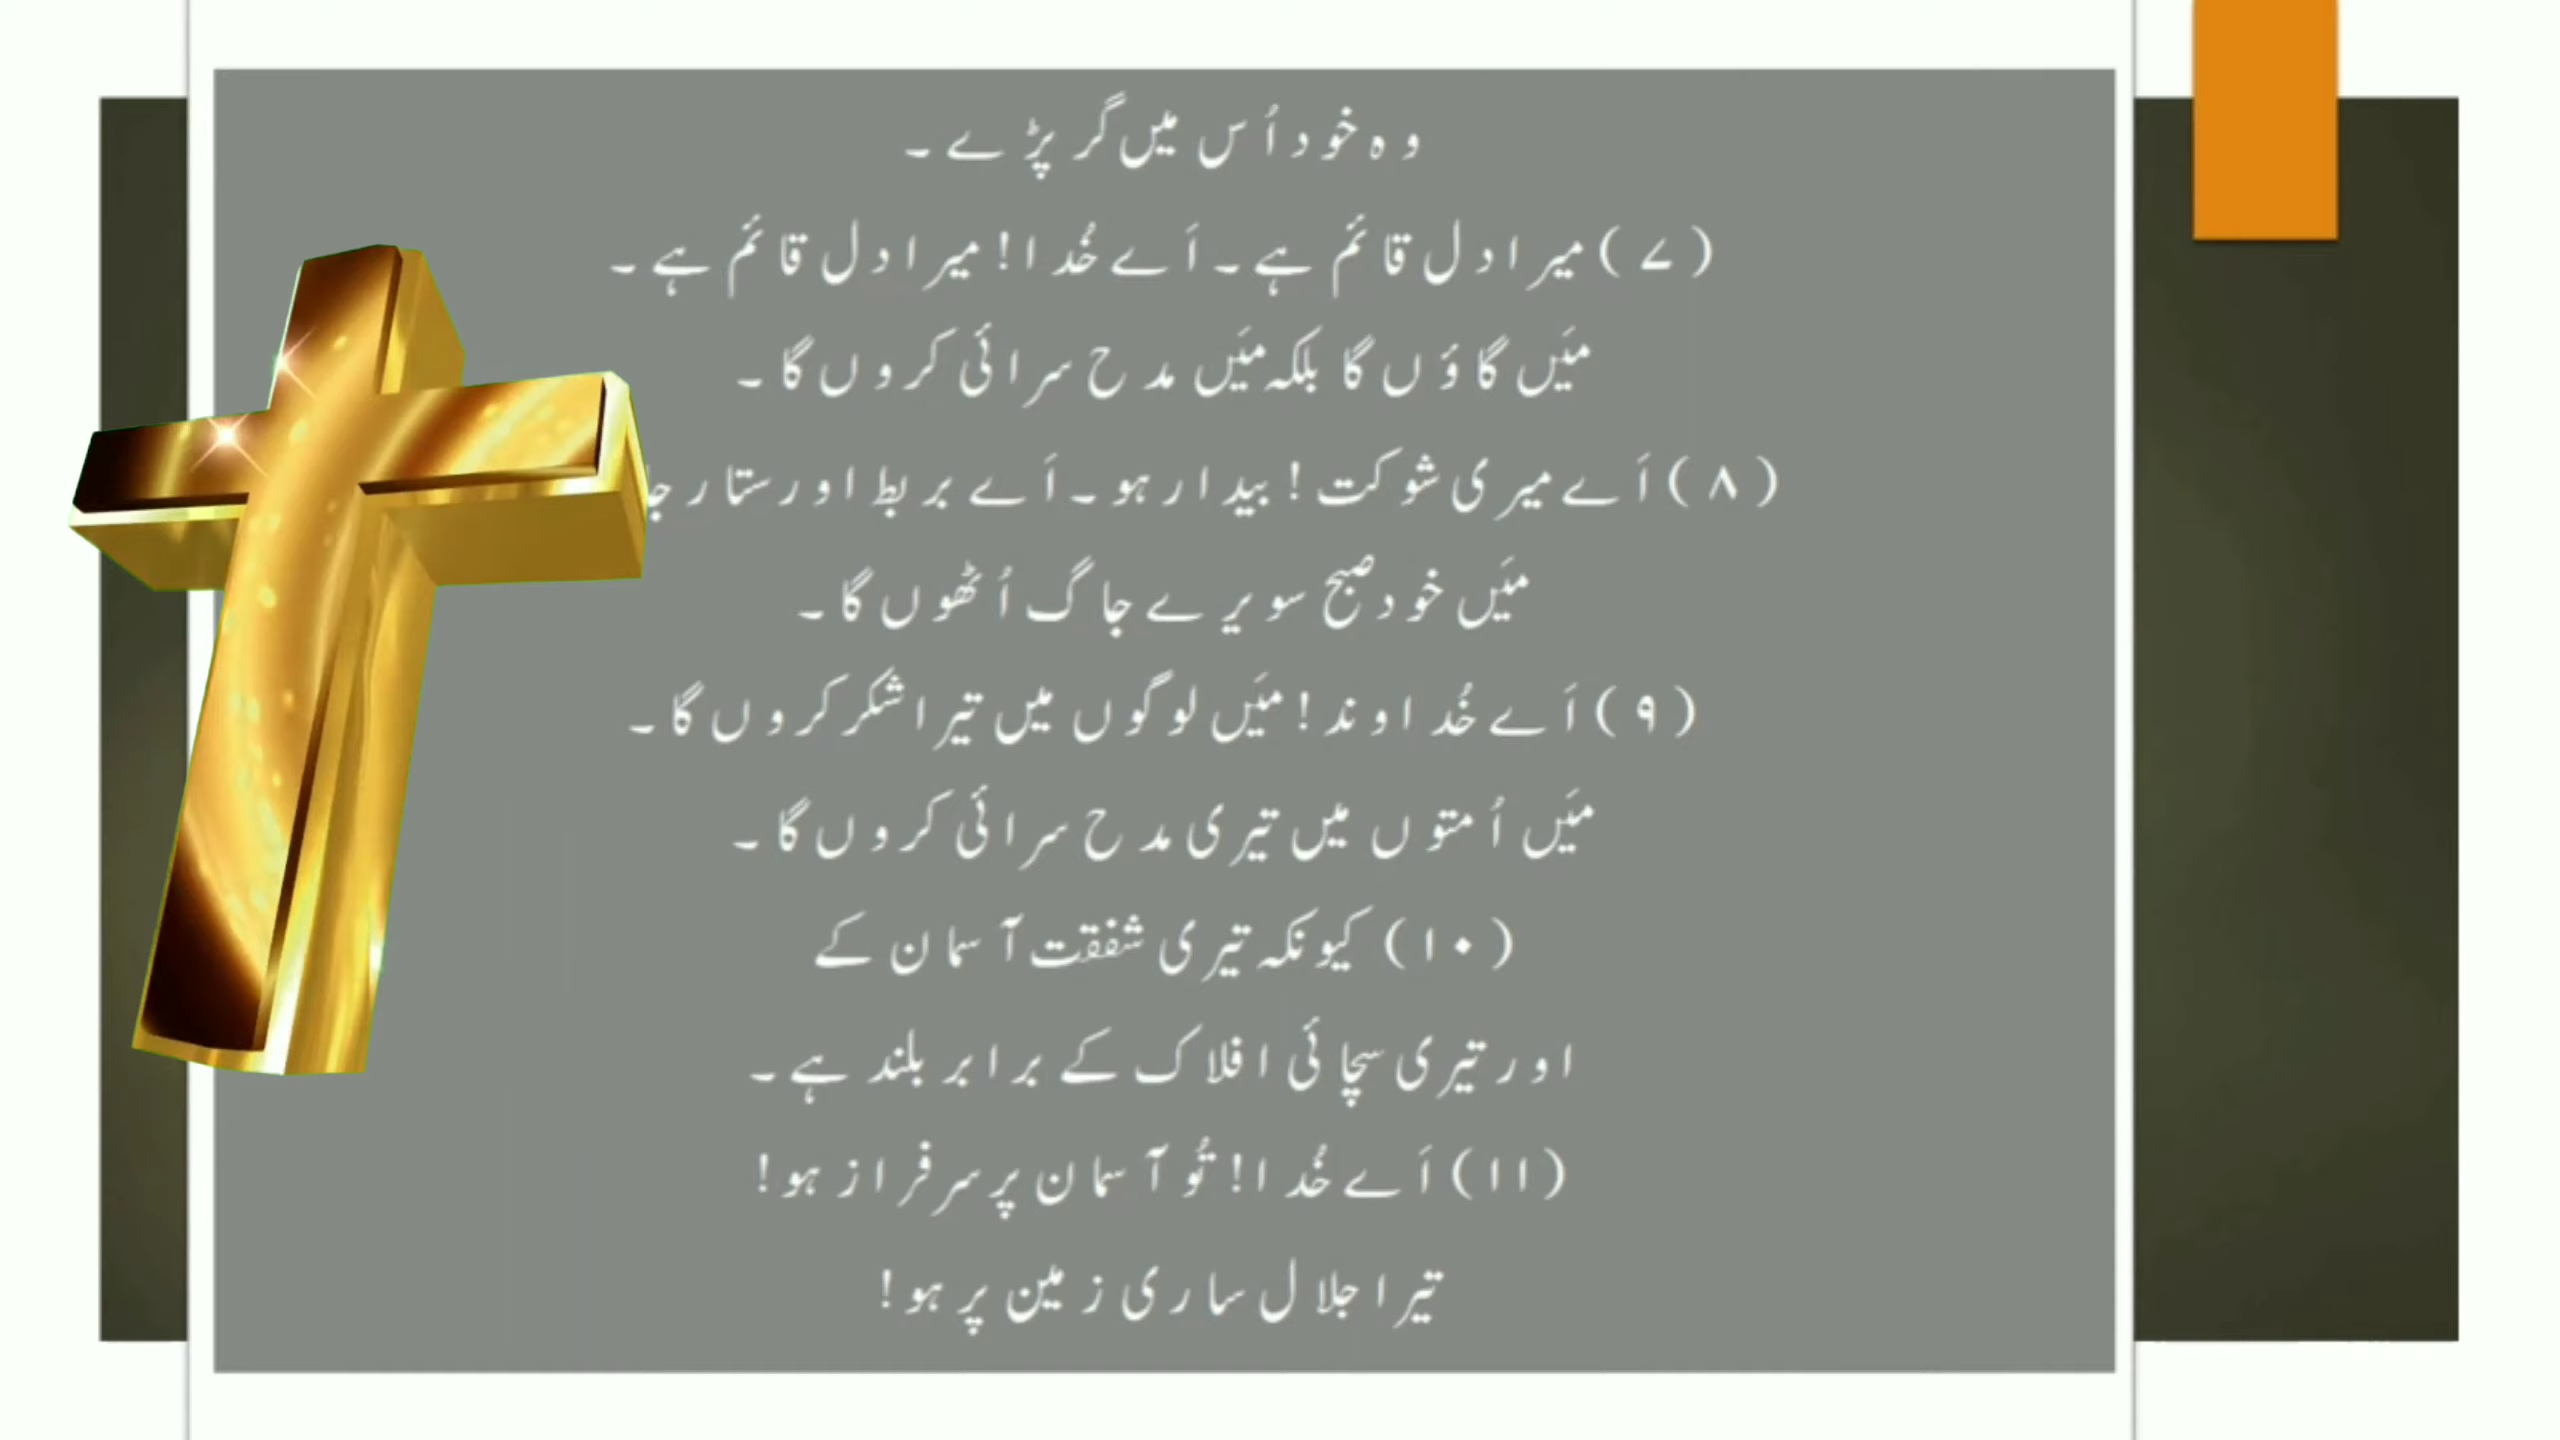 وہ خود اُس میں گر پڑے۔
(۷) میرا دل قائم ہے۔ اَے خُدا! میرا دل قائم ہے۔
مَیں گاؤں گا بلکہ مَیں مدح سرائی کروں گا۔
(۸) اَے میری شوکت! بیدار ہو۔ اَے بربط اور ستار
مَیں خود صبح سویرے جاگ اُٹھوں گا۔
(۹) اَے خُداوند! مَیں لوگوں میں تیرا شکر کروں گا۔
مَیں اُمتوں میں تیری مدح سرائی کروں گا۔
(۱۰) کیونکہ تیری شفقت آسمان کے
اور تیری سچائی افلاک کے برابر بلند ہے۔
(۱۱) اَے خُدا! تُو آسمان پر سرفراز ہو!
تیرا جلال ساری زمین پر ہو!